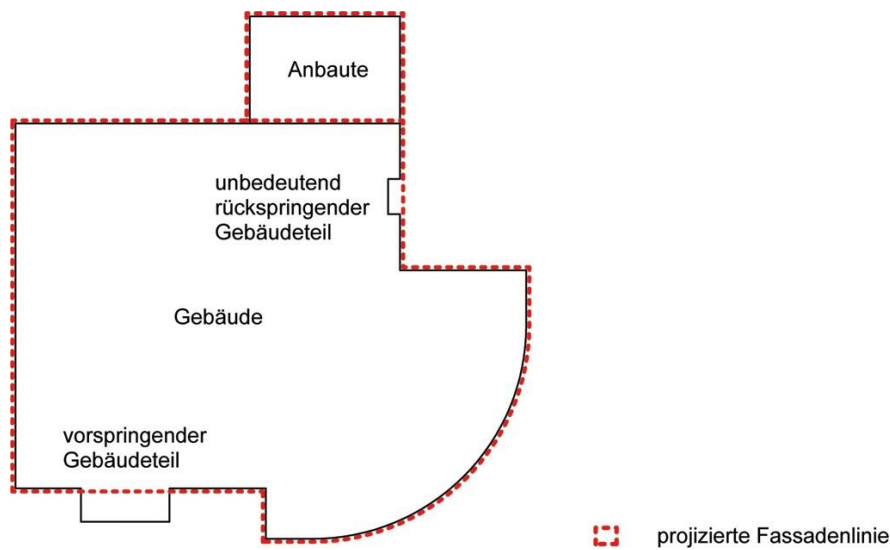 Anbaute
unbedeutend
rückspringender
Gebäudeteil
Gebäude
vorspringender
Gebäudeteil
projizierte Fassadenlinie